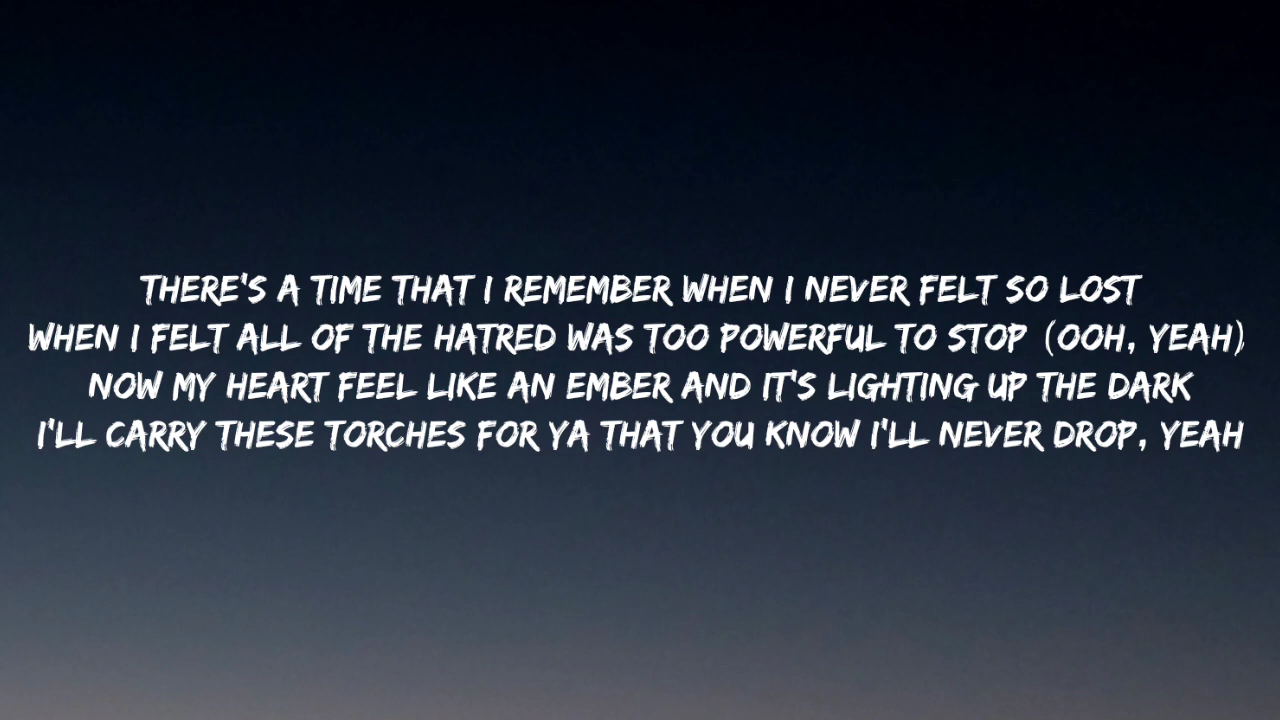 THERE'S A TIME THAT I REMEMBER WHEN I NEVER FELT SO LOST
WHEN I FELT ALL OF THE HATRED WAS TOO POWERFUL TO STOP (OOH, YEAH)
NOW MY HEART FEEL LIKE AN EMBER AND IT'S LIGHTING UP THE DARK
I'LL CARRY THESE TORCHES FOR YA THAT YOU KNOW I'LL NEVER DROP, YEAH